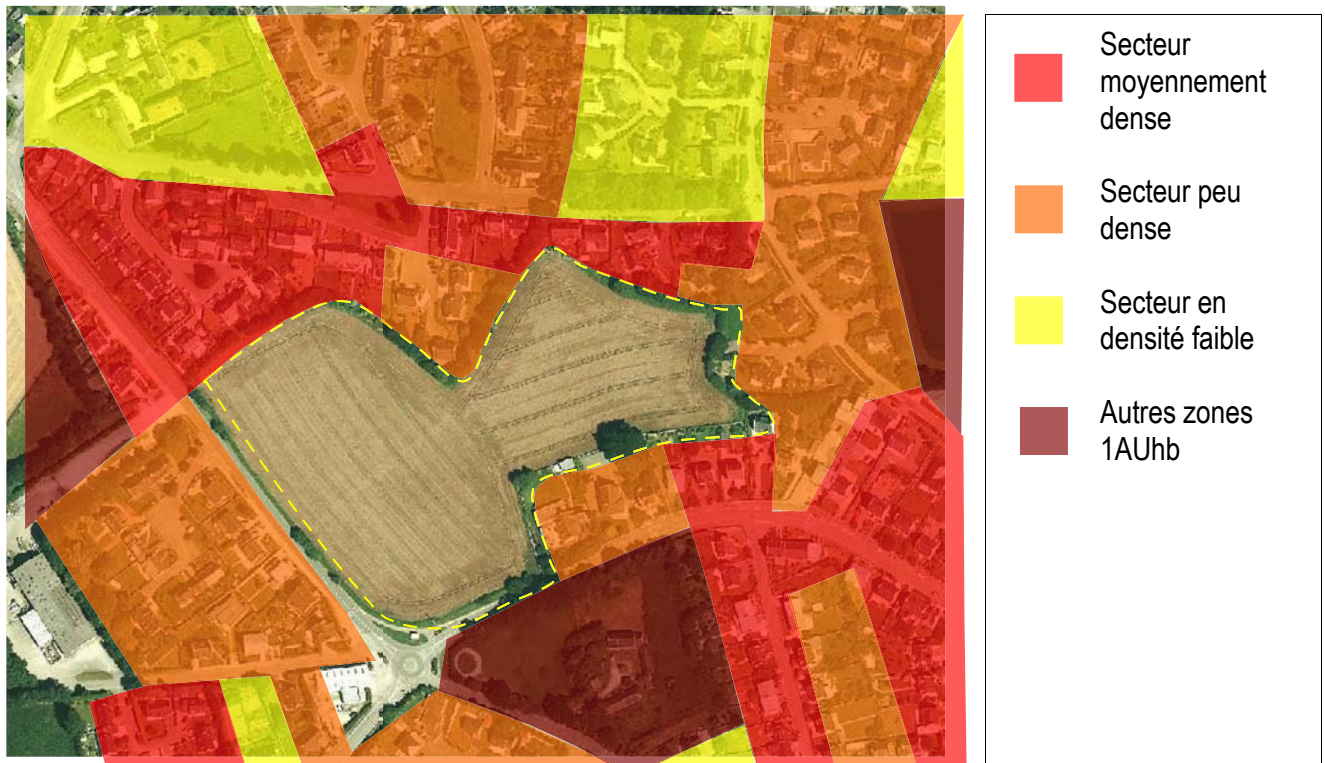 Secteur
moyennement
dense
Secteur peu
dense
Secteur en
densité faible
Autres zones
1AUhb